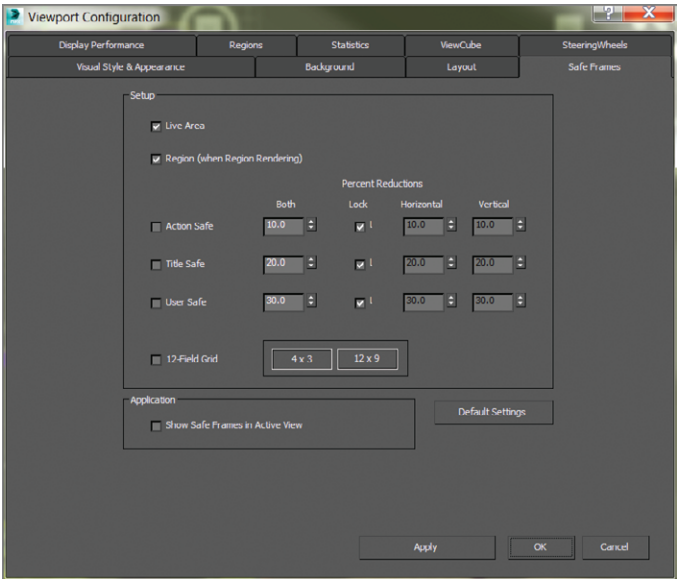 Viewport Configuration
Display Performance Regions Statistics ViewCube SteeringWheels
Visual Style & Appearance Background Layout Safe Frames
Setup
Live Area
Region (when Region Rendering)
Percent Reductions
Both Lock Horizontal Vertical
Action Safe 10.0 10.0 10.0
Title Safe 20.0 20.0 20.0
User Safe 30.0 30.0 30.0
12-Field Grid 4 x 3 12 x 9
Application
Show Safe Frames in Active View
Default Settings
Apply OK Cancel